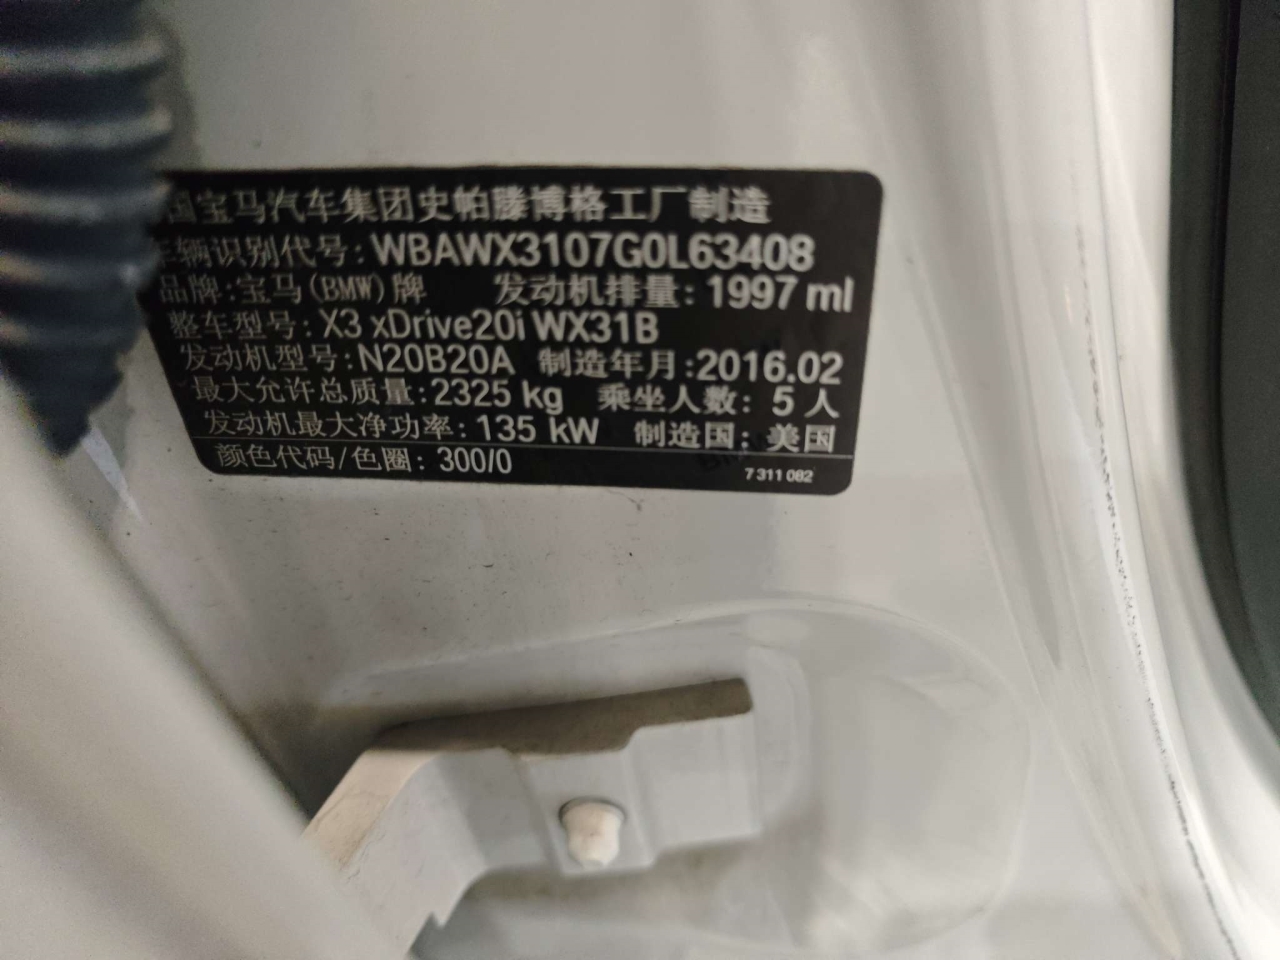 国宝马汽车集团史帕滕博格工厂制造
车辆识别代号: WBAWX3107G0L63408
品牌:宝马(BMW)牌 发动机排量: 1997 ml
整车型号: X3 xDrive20i WX31B
发动机型号: N20B20A 制造年月:2016.02
最大允许总质量: 2325 kg 乘坐人数: 5 人
发动机最大净功率: 135 kW 制造国: 美国
颜色代码/色圈: 300/0 7 311 082